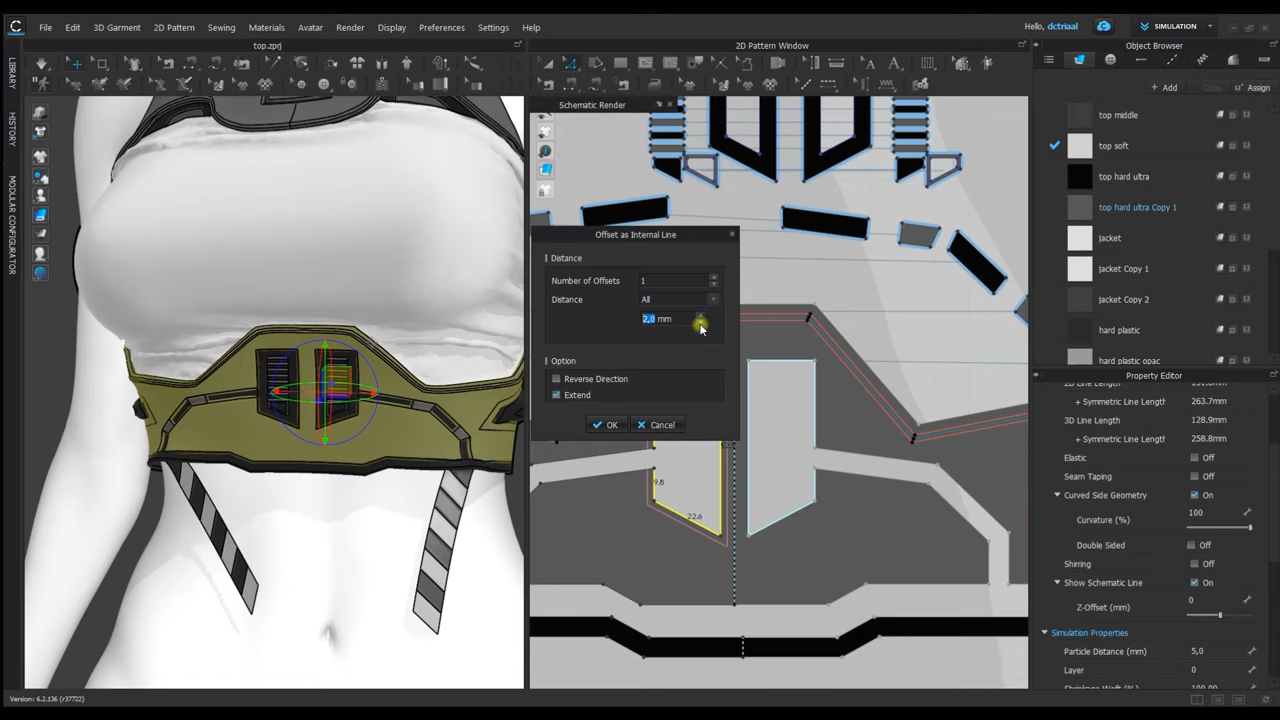 File Edit 3D Garment 2D Pattern Sewing Materials Avatar Render Display Preferences Settings Help
Hello, dctriaal
SIMULATION
top.zprj
2D Pattern Window
Object Browser
LIBRARY
HISTORY
MODULAR CONFIGURATOR
Schematic Render
Add Copy Assign
top middle
top soft
top hard ultra
top hard ultra Copy 1
jacket
jacket Copy 1
jacket Copy 2
hard plastic
hard plastic opac
Offset as Internal Line
Distance
Number of Offsets 1
Distance All
2,0 mm
Option
Reverse Direction
Extend
OK Cancel
9.8
22.6
Property Editor
+ Symmetric Line Length 263.7mm
3D Line Length 128.9mm
+ Symmetric Line Length 258.8mm
Elastic Off
Seam Taping Off
Curved Side Geometry On
Curvature (%) 100
Double Sided Off
Shirring Off
Show Schematic Line On
Z-Offset (mm) 0
Simulation Properties
Particle Distance (mm) 5,0
Layer 0
Version: 6.2.136 (r37722)